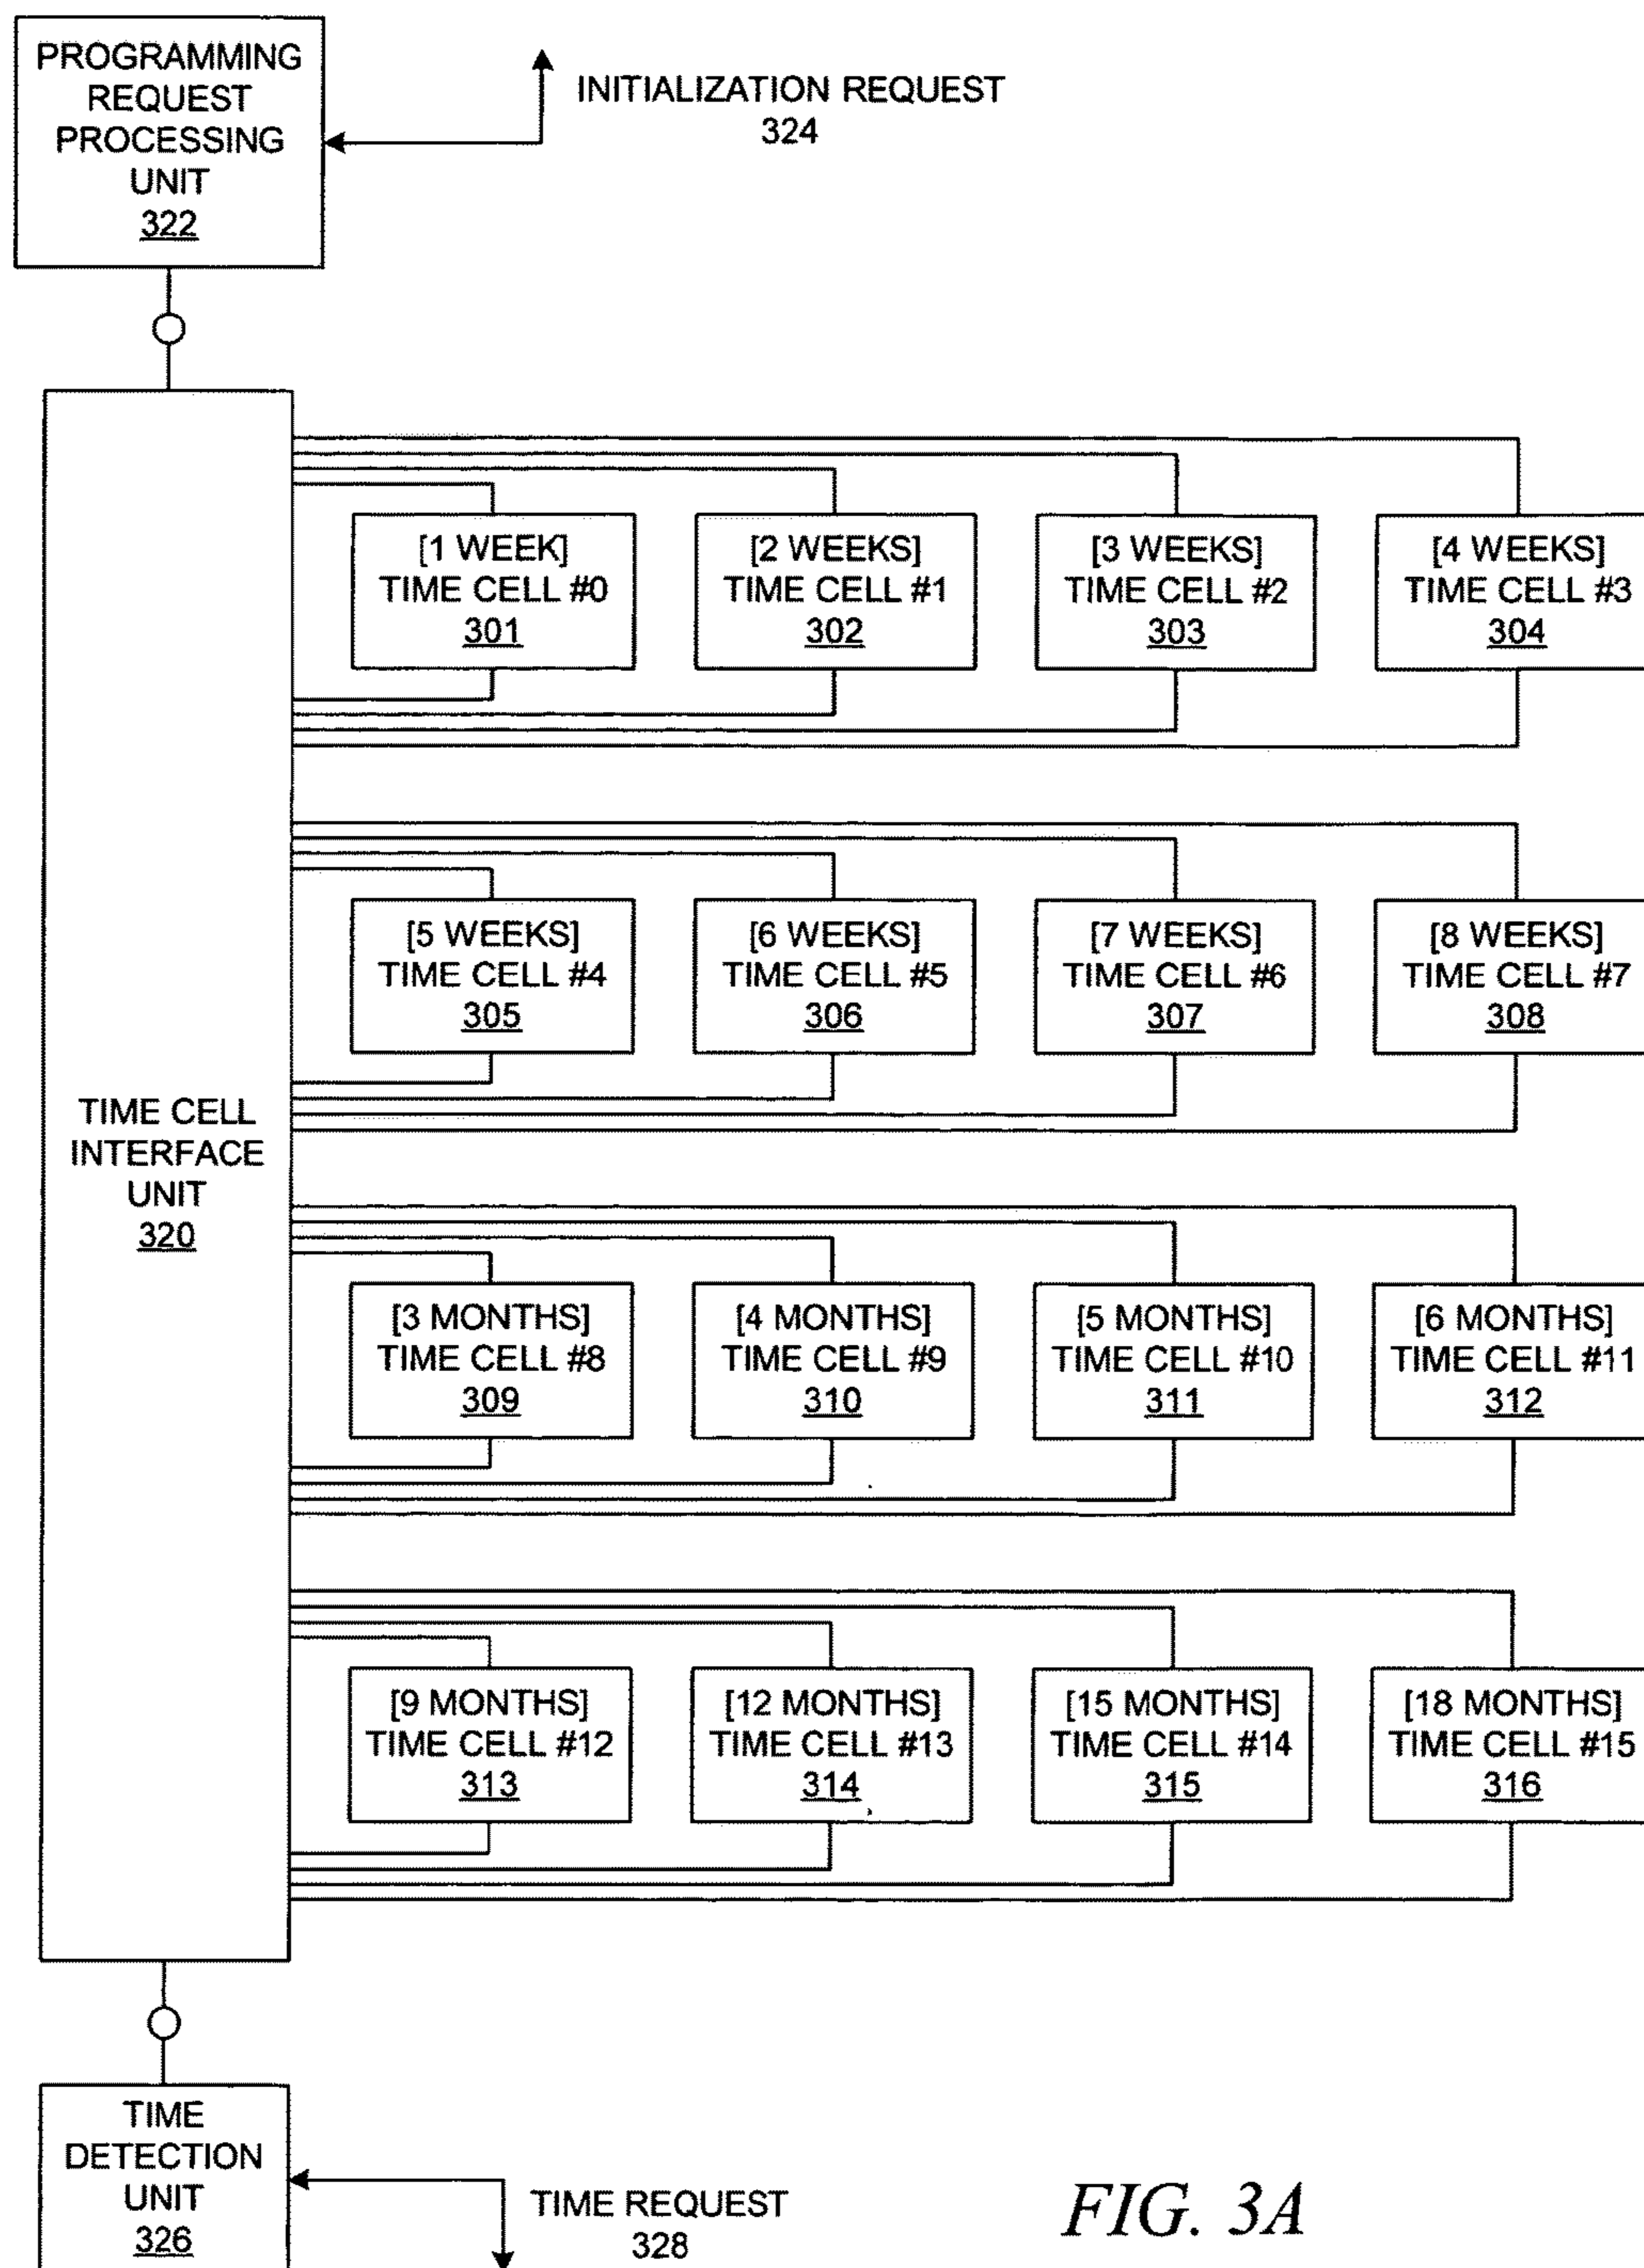 PROGRAMMING
REQUEST
PROCESSING
UNIT
322
INITIALIZATION REQUEST
324
[1 WEEK]
TIME CELL #0
301
[2 WEEKS]
TIME CELL #1
302
[3 WEEKS]
TIME CELL #2
303
[4 WEEKS]
TIME CELL #3
304
[5 WEEKS]
TIME CELL #4
305
[6 WEEKS]
TIME CELL #5
306
[7 WEEKS]
TIME CELL #6
307
[8 WEEKS]
TIME CELL #7
308
TIME CELL
INTERFACE
UNIT
320
[3 MONTHS]
TIME CELL #8
309
[4 MONTHS]
TIME CELL #9
310
[5 MONTHS]
TIME CELL #10
311
[6 MONTHS]
TIME CELL #11
312
[9 MONTHS]
TIME CELL #12
313
[12 MONTHS]
TIME CELL #13
314
[15 MONTHS]
TIME CELL #14
315
[18 MONTHS]
TIME CELL #15
316
TIME
DETECTION
UNIT
326
TIME REQUEST
328
FIG. 3A